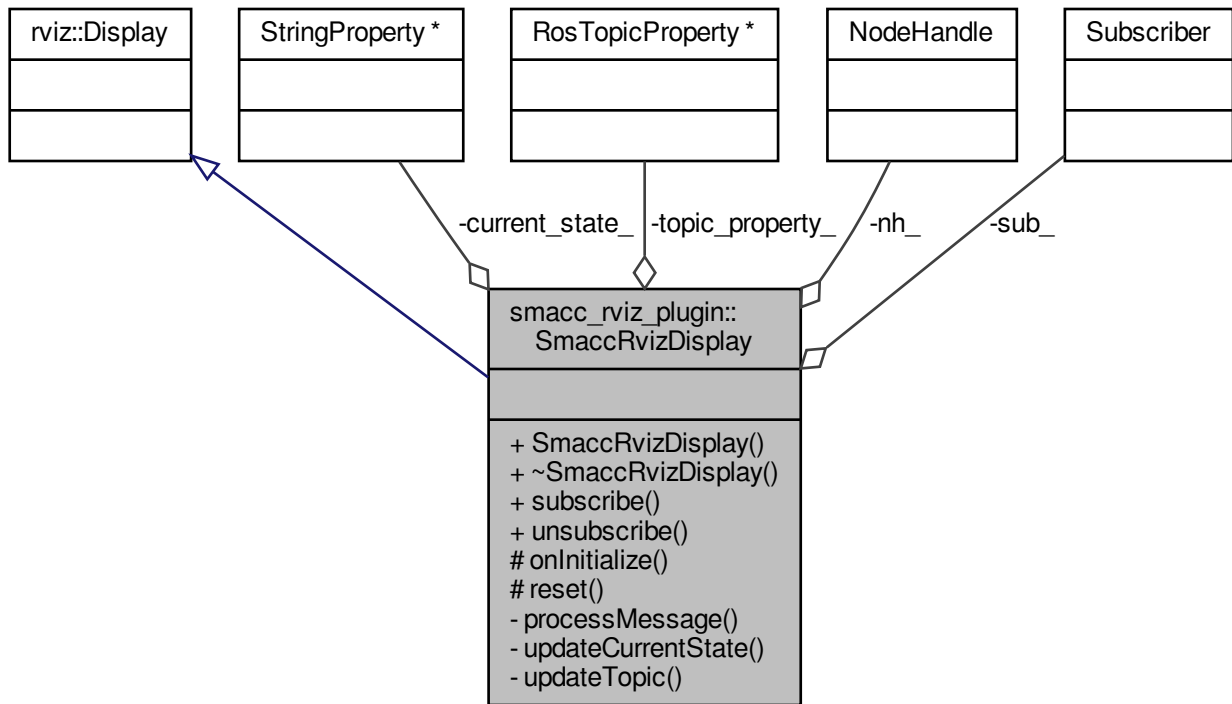 rviz::Display
StringProperty *
RosTopicProperty *
NodeHandle
Subscriber
-current_state_
-topic_property_
-nh_
-sub_
smacc_rviz_plugin::
SmaccRvizDisplay
+ SmaccRvizDisplay()
+ ~SmaccRvizDisplay()
+ subscribe()
+ unsubscribe()
# onInitialize()
# reset()
- processMessage()
- updateCurrentState()
- updateTopic()